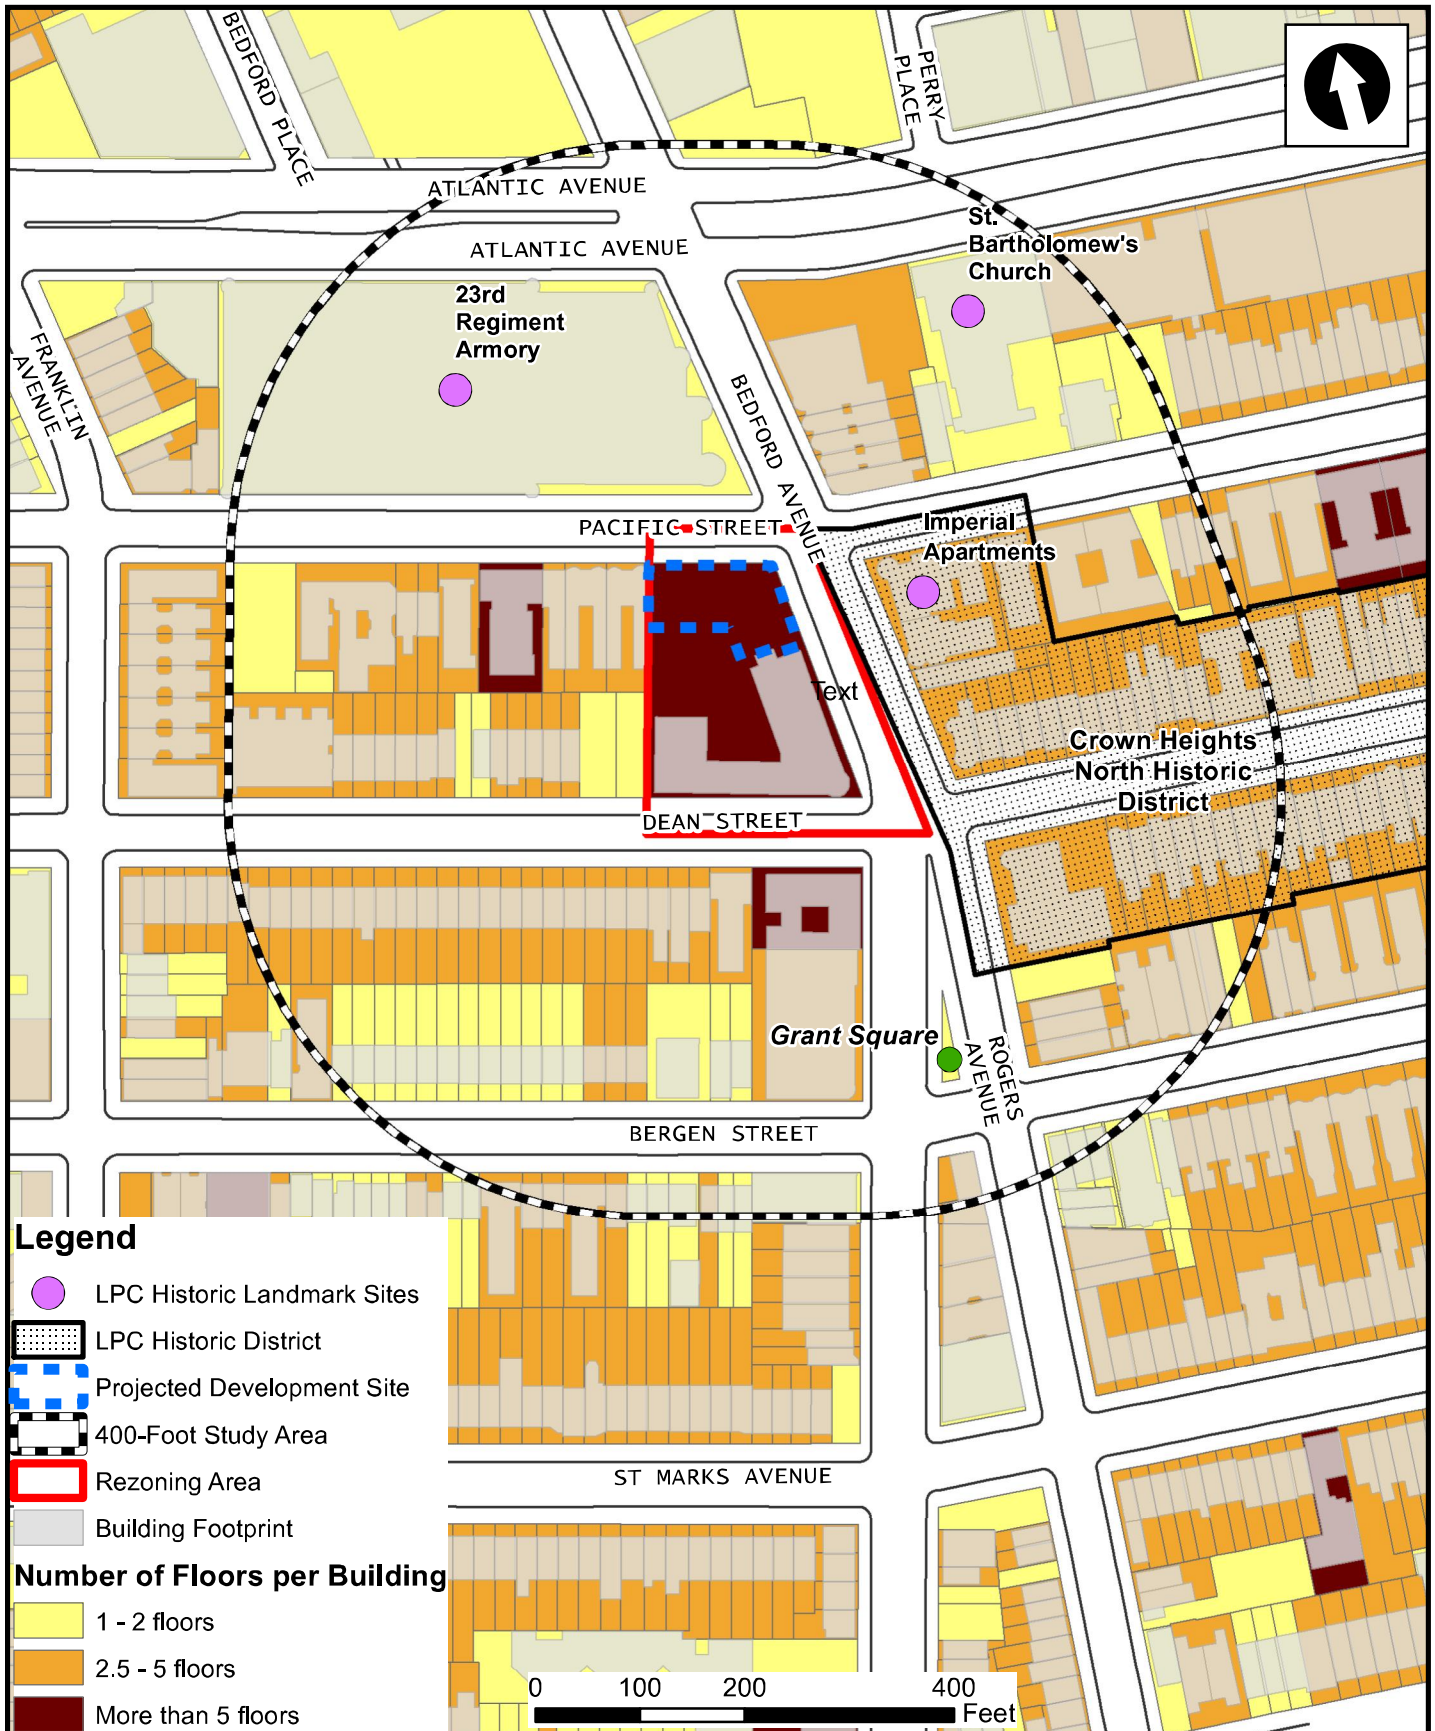 BEDFORD PLACE
PERRY
PLACE
ATLANTIC AVENUE
ATLANTIC AVENUE
St.
Bartholomew's
Church
23rd
Regiment
Armory
FRANKLIN
AVENUE
BEDFORD AVENUE
PACIFIC STREET
Imperial
Apartments
Text
Crown Heights
North Historic
District
DEAN STREET
Grant Square
ROGERS
AVENUE
BERGEN STREET
ST MARKS AVENUE
Legend
LPC Historic Landmark Sites
LPC Historic District
Projected Development Site
400-Foot Study Area
Rezoning Area
Building Footprint
Number of Floors per Building
1 - 2 floors
2.5 - 5 floors
More than 5 floors
0 100 200 400
Feet